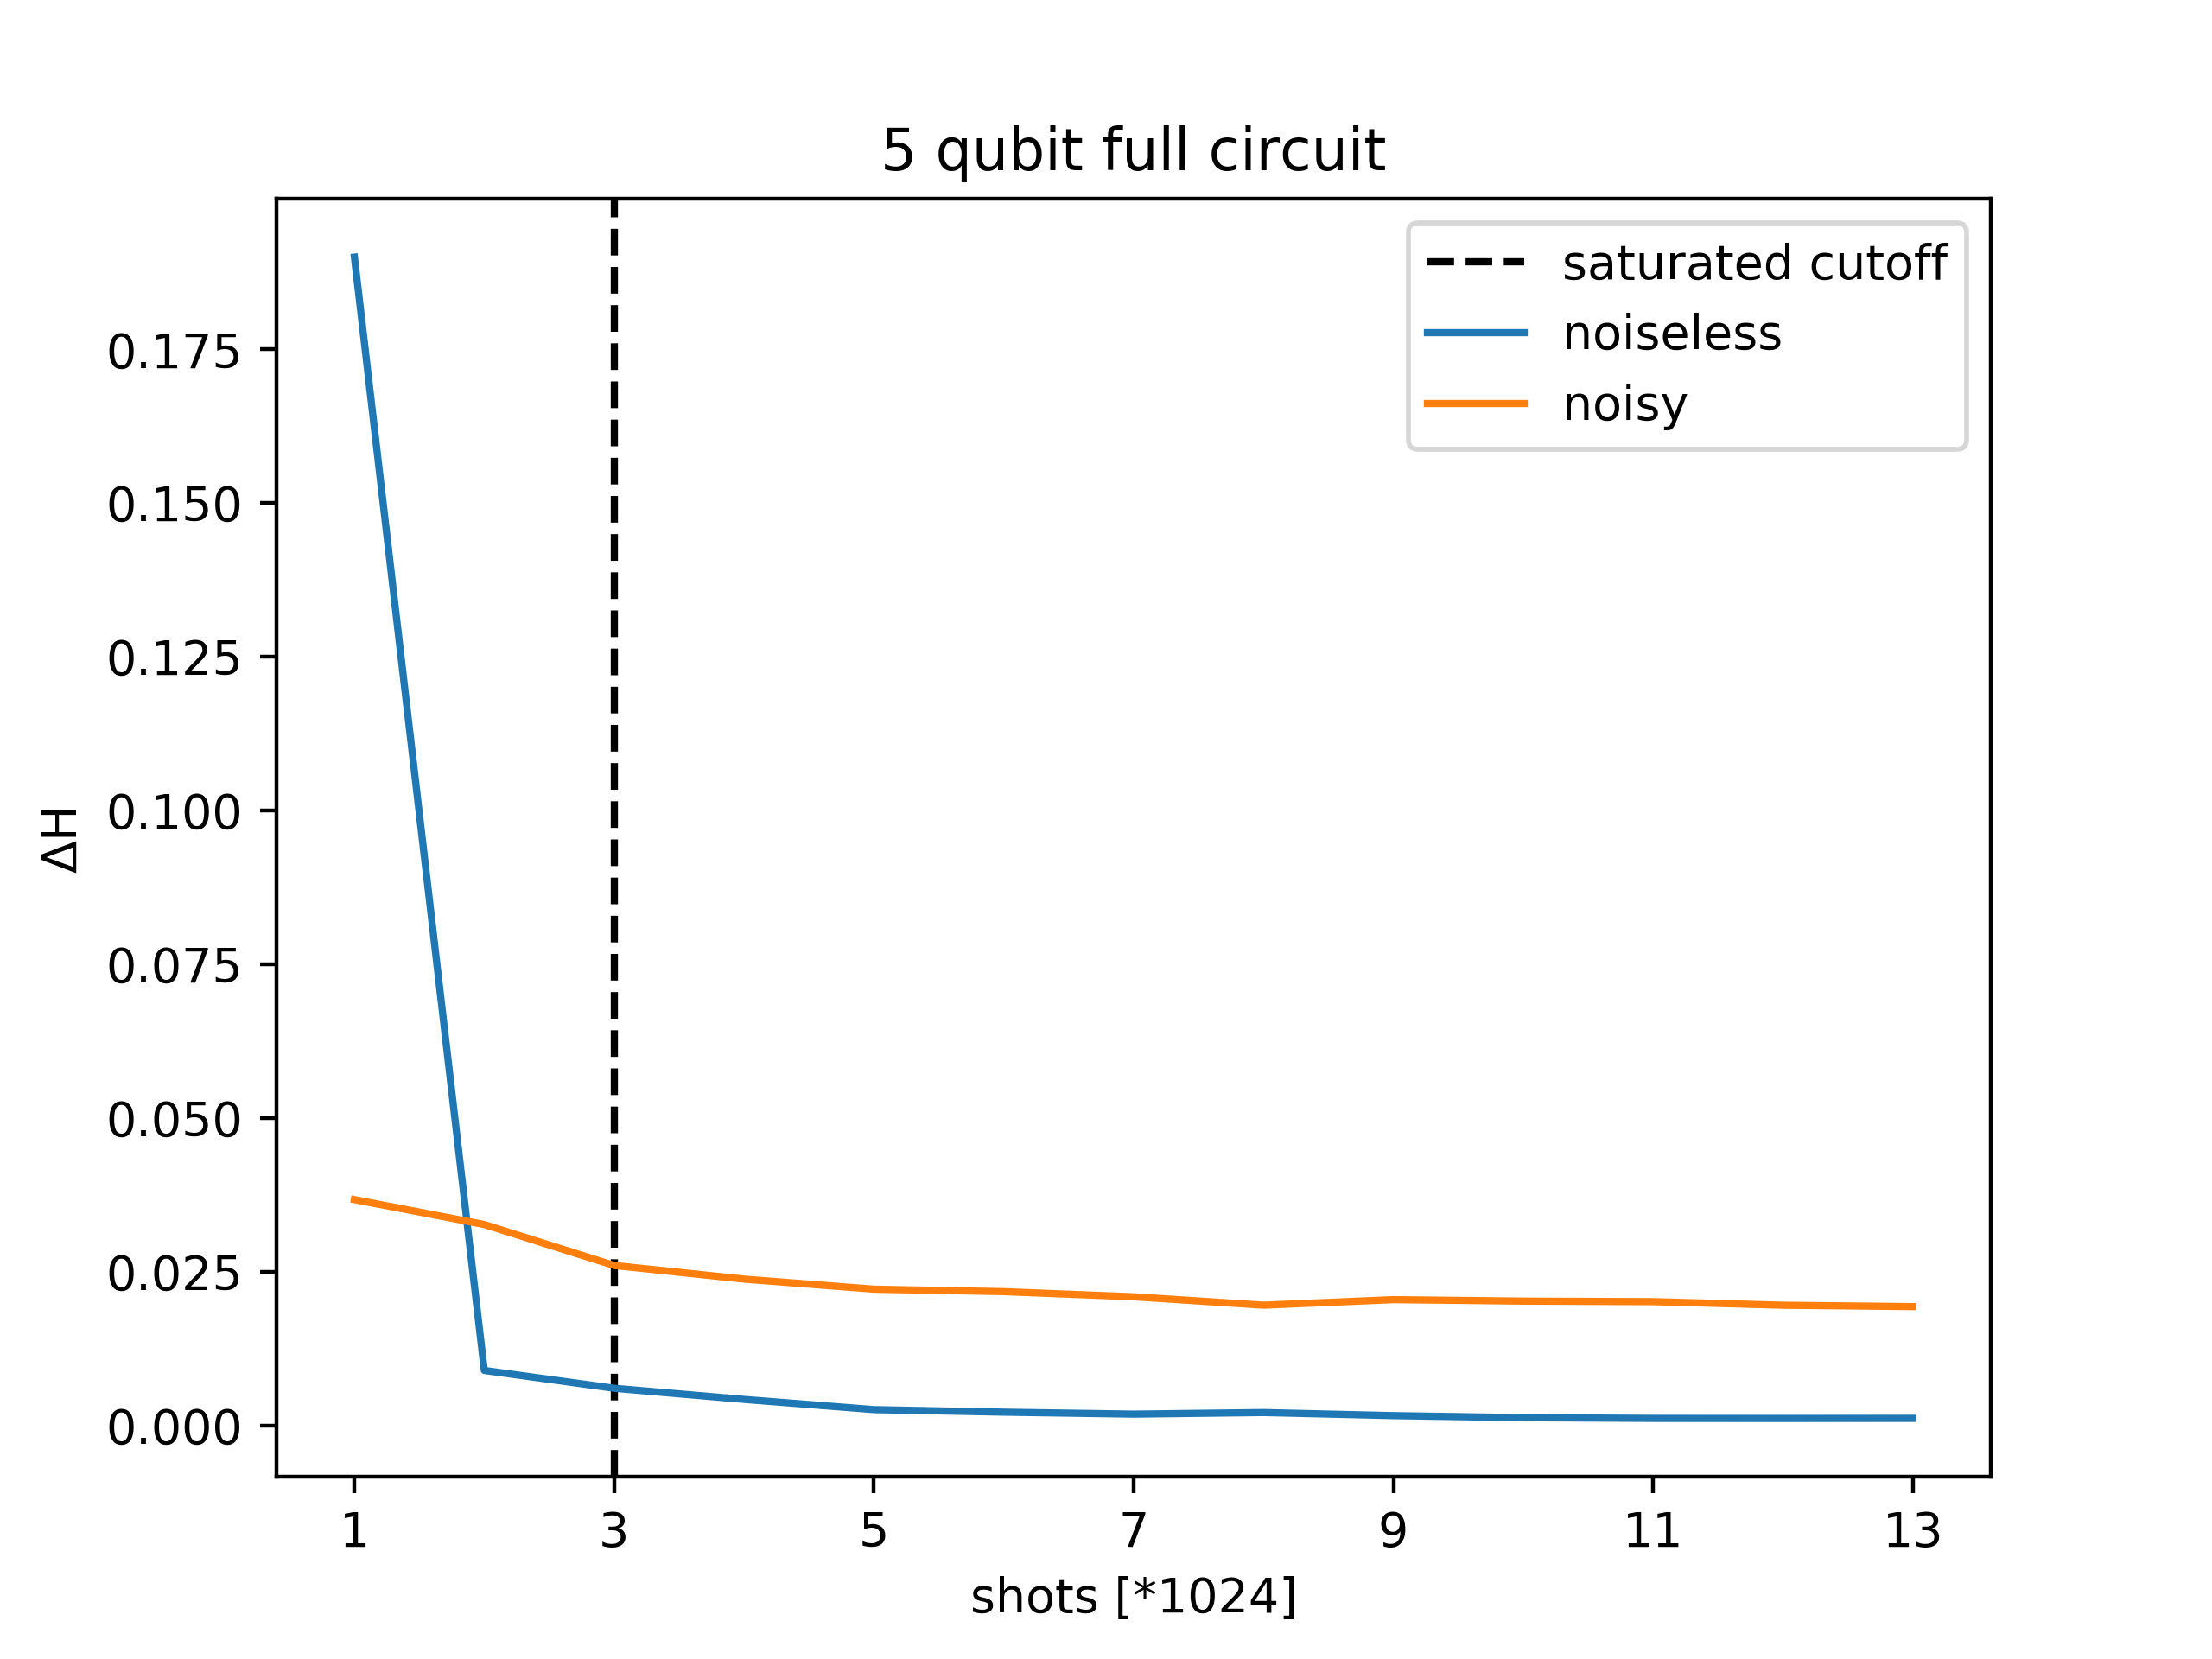 5 qubit full circuit
saturated cutoff
noiseless
noisy
0.175
0.150
0.125
0.100
0.075
0.050
0.025
0.000
ΔH
1 3 5 7 9 11 13
shots [*1024]